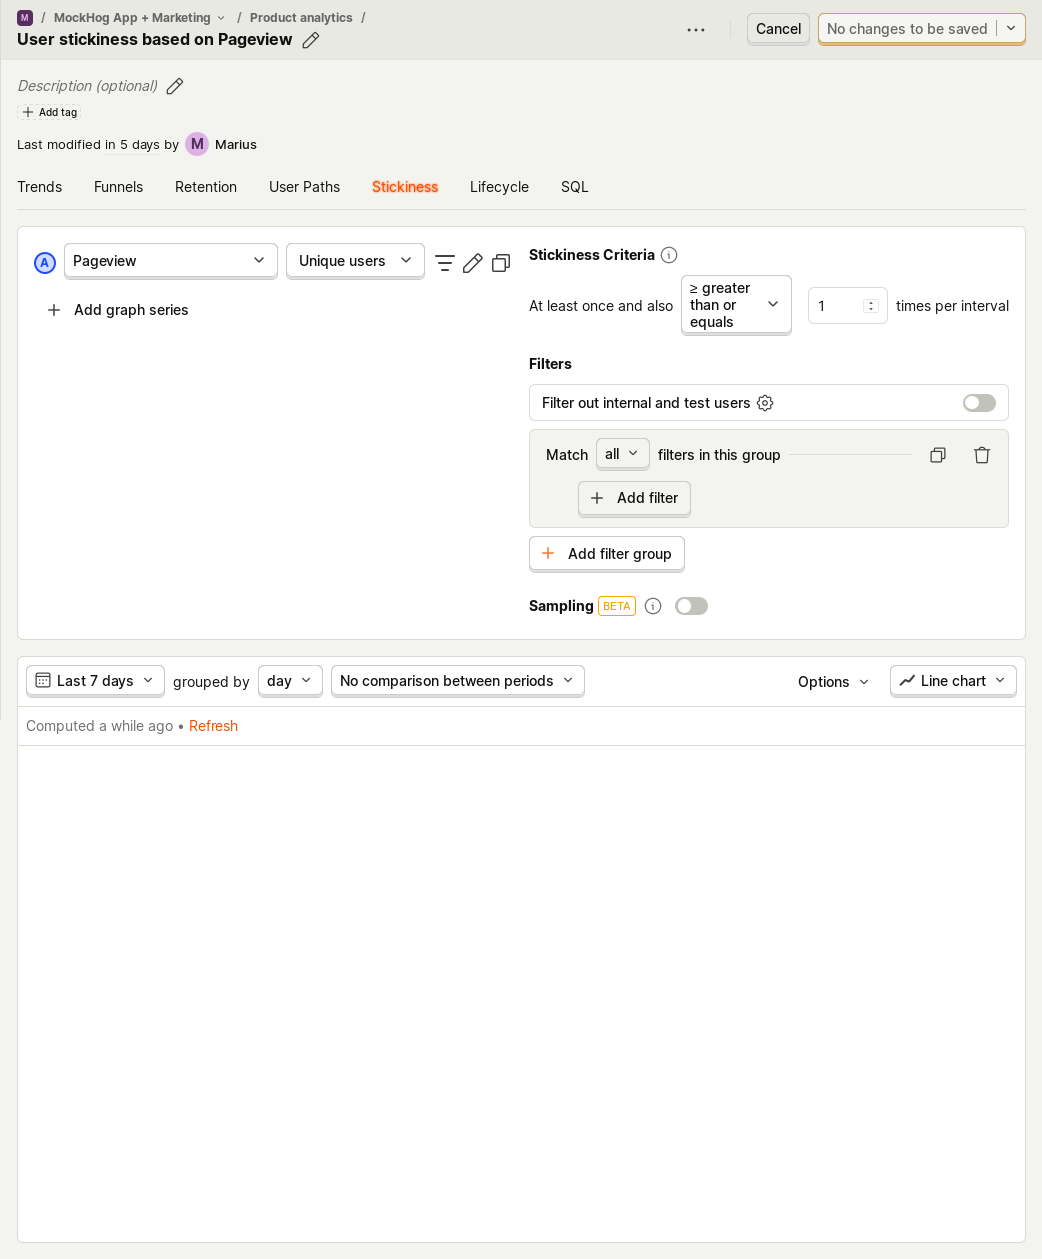 M / MockHog App + Marketing / Product analytics /
User stickiness based on Pageview
Cancel
No changes to be saved
Description (optional)
Add tag
Last modified in 5 days by M Marius
Trends Funnels Retention User Paths Stickiness Lifecycle SQL
A Pageview Unique users
Add graph series
Stickiness Criteria
At least once and also ≥ greater than or equals 1 times per interval
Filters
Filter out internal and test users
Match all filters in this group
Add filter
Add filter group
Sampling BETA
Last 7 days grouped by day No comparison between periods Options Line chart
Computed a while ago • Refresh